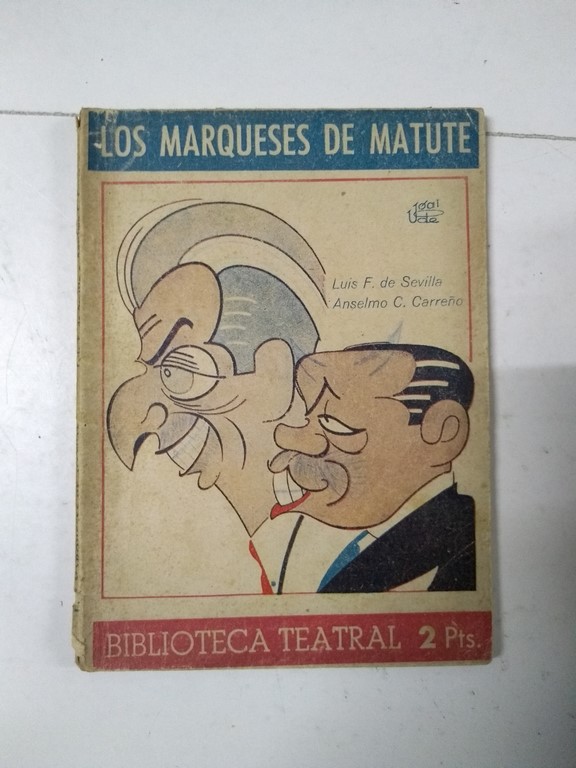 LOS MARQUESES DE MATUTE
Luis F. de Sevilla
Anselmo C. Carreño
BIBLIOTECA TEATRAL 2 Pts.